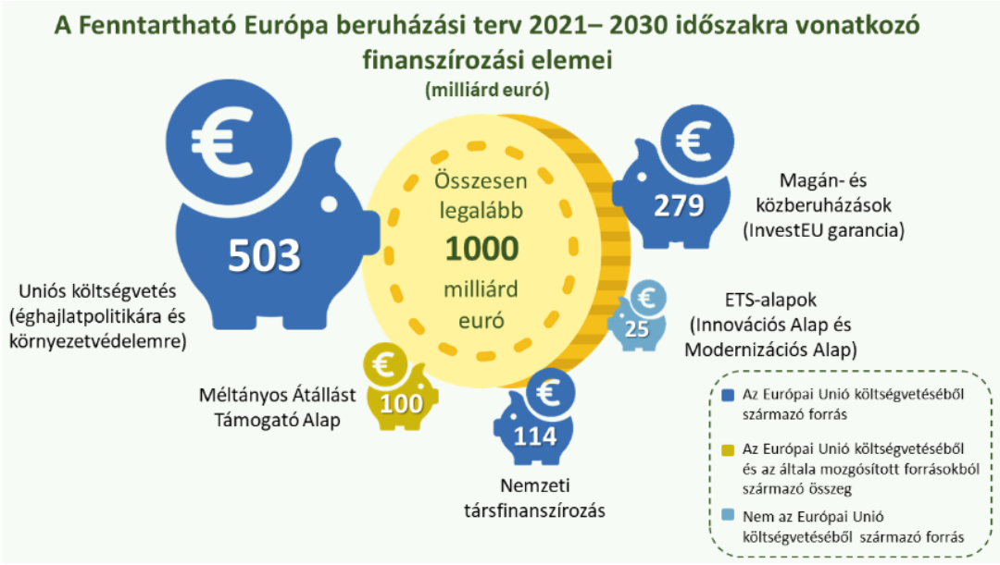 A Fenntartható Európa beruházási terv 2021– 2030 időszakra vonatkozó
finanszírozási elemei
(milliárd euró)
€
503
Uniós költségvetés
(éghajlatpolitikára és
környezetvédelemre)
Összesen
legalább
1000
milliárd
euró
€
279
Magán- és
közberuházások
(InvestEU garancia)
€
25
ETS-alapok
(Innovációs Alap és
Modernizációs Alap)
€
100
Méltányos Átállást
Támogató Alap
€
114
Nemzeti
társfinanszírozás
Az Európai Unió költségvetéséből
származó forrás
Az Európai Unió költségvetéséből
és az általa mozgósított forrásokból
származó összeg
Nem az Európai Unió
költségvetéséből származó forrás